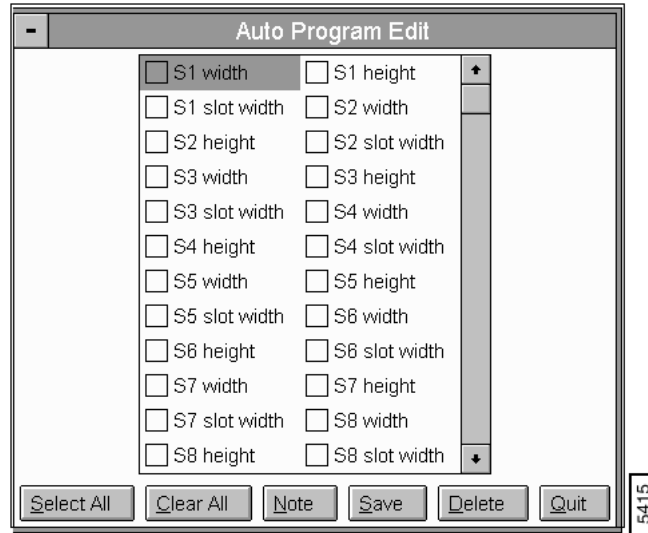 Auto Program Edit
S1 width S1 height
S1 slot width S2 width
S2 height S2 slot width
S3 width S3 height
S3 slot width S4 width
S4 height S4 slot width
S5 width S5 height
S5 slot width S6 width
S6 height S6 slot width
S7 width S7 height
S7 slot width S8 width
S8 height S8 slot width
Select All Clear All Note Save Delete Quit
5415